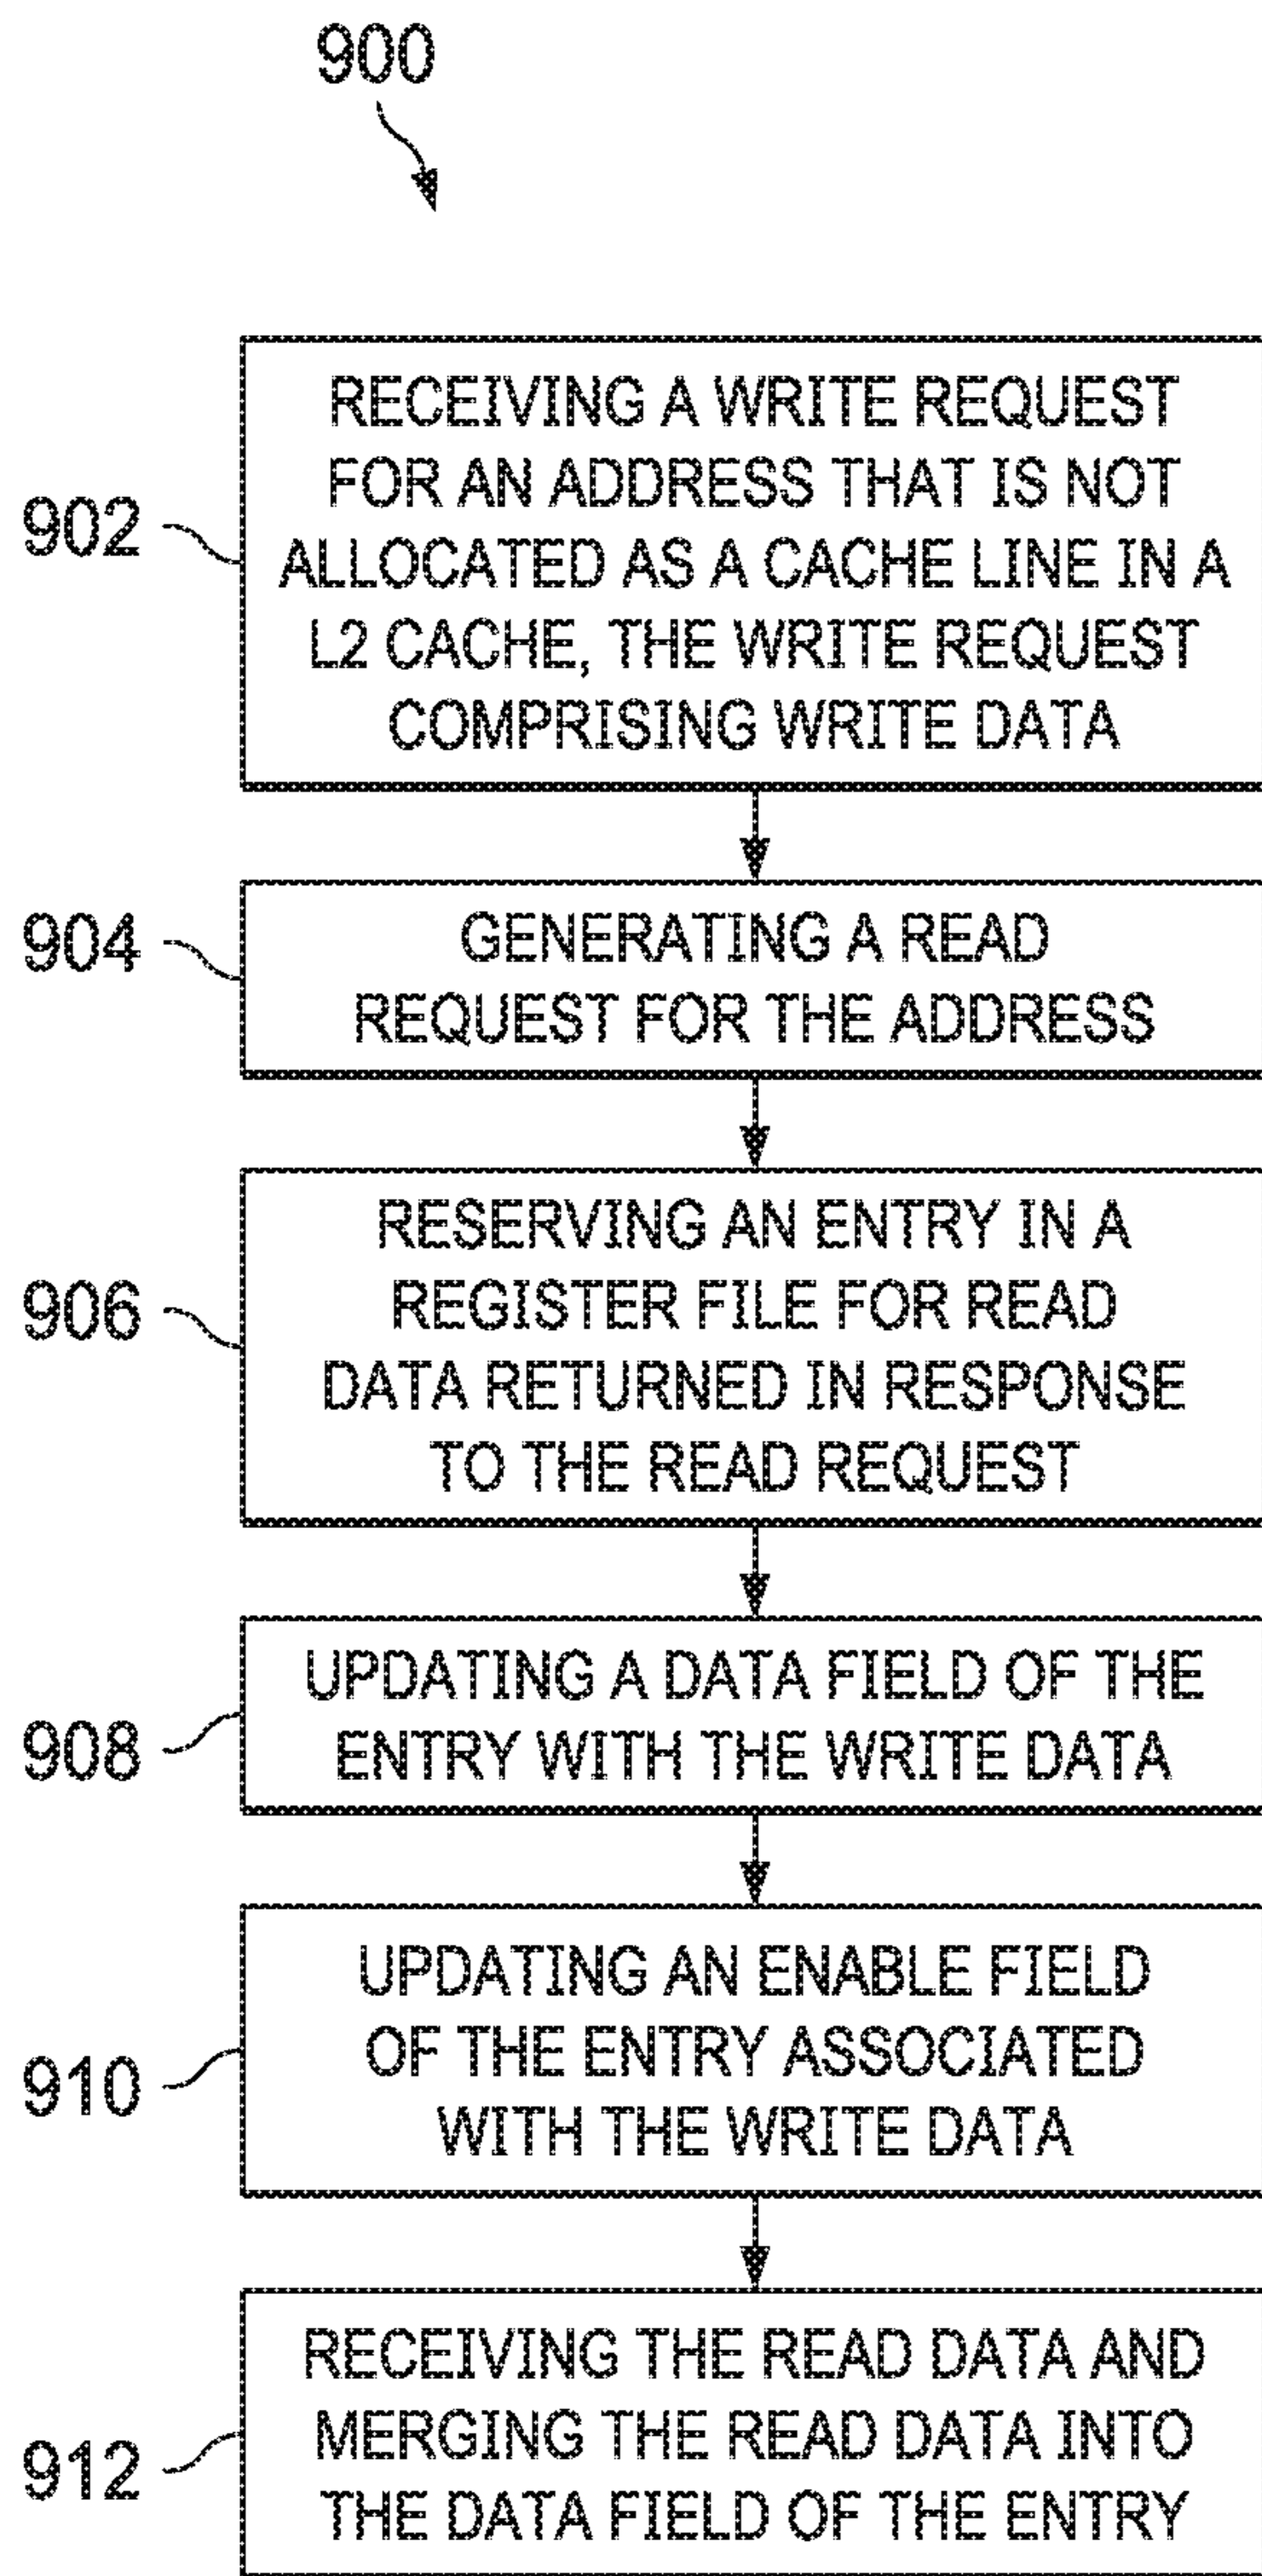 900
902
RECEIVING A WRITE REQUEST
FOR AN ADDRESS THAT IS NOT
ALLOCATED AS A CACHE LINE IN A
L2 CACHE, THE WRITE REQUEST
COMPRISING WRITE DATA
904
GENERATING A READ
REQUEST FOR THE ADDRESS
906
RESERVING AN ENTRY IN A
REGISTER FILE FOR READ
DATA RETURNED IN RESPONSE
TO THE READ REQUEST
908
UPDATING A DATA FIELD OF THE
ENTRY WITH THE WRITE DATA
910
UPDATING AN ENABLE FIELD
OF THE ENTRY ASSOCIATED
WITH THE WRITE DATA
912
RECEIVING THE READ DATA AND
MERGING THE READ DATA INTO
THE DATA FIELD OF THE ENTRY